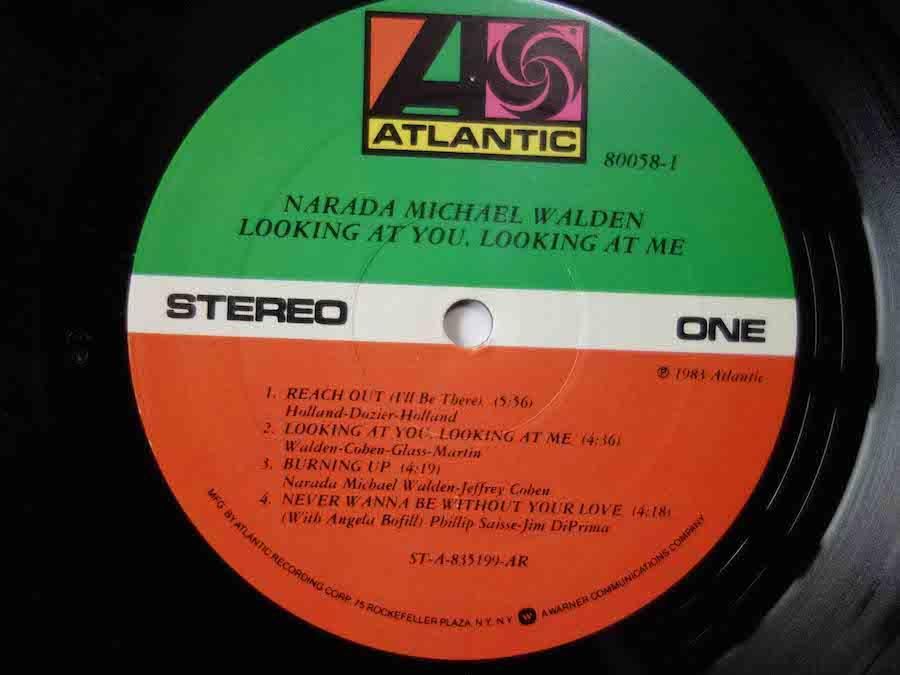 ATLANTIC
80058-1
NARADA MICHAEL WALDEN
LOOKING AT YOU, LOOKING AT ME
STEREO
ONE
℗ 1983 Atlantic
1. REACH OUT (I'll Be There) (5:56)
Holland-Dozier-Holland
2. LOOKING AT YOU, LOOKING AT ME (4:36)
Walden-Cohen-Glass-Martin
3. BURNING UP (4:19)
Narada Michael Walden-Jeffrey Cohen
4. NEVER WANNA BE WITHOUT YOUR LOVE (4:18)
(With Angela Bofill) Phillip Saisse-Jim DiPrima
ST-A-835199-AR
MFG. BY ATLANTIC RECORDING CORP. 75 ROCKEFELLER PLAZA, N.Y., N.Y. A WARNER COMMUNICATIONS COMPANY